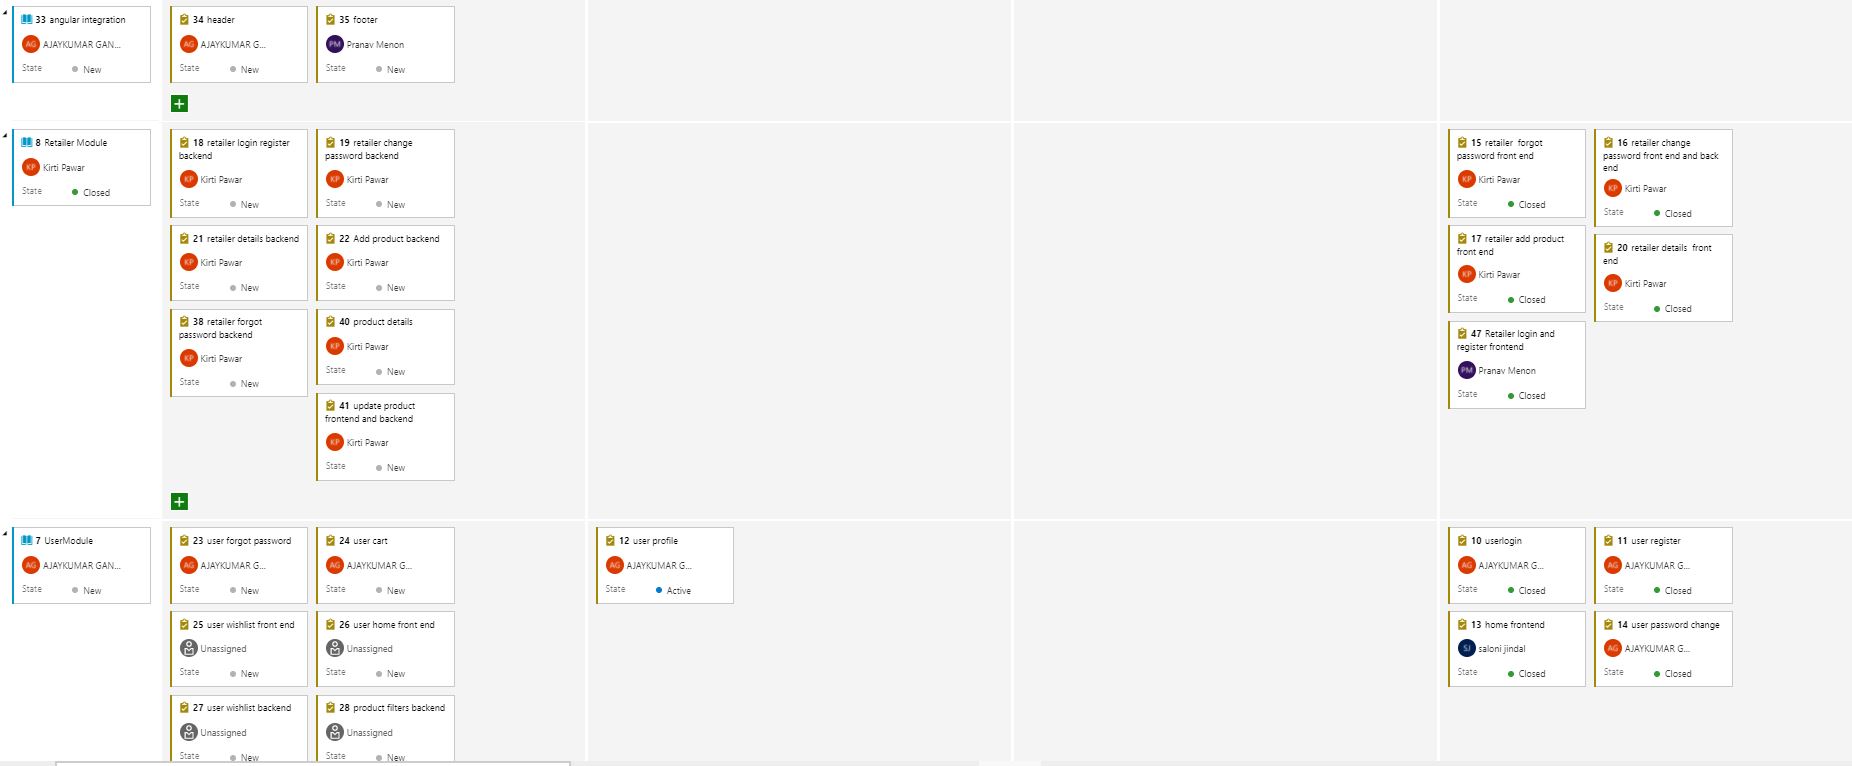 33 angular integration
AG AJAYKUMAR GAN...
State New
34 header
AG AJAYKUMAR G...
State New
35 footer
PM Pranav Menon
State New
8 Retailer Module
KP Kirti Pawar
State Closed
18 retailer login register
backend
KP Kirti Pawar
State New
19 retailer change
password backend
KP Kirti Pawar
State New
21 retailer details backend
KP Kirti Pawar
State New
22 Add product backend
KP Kirti Pawar
State New
38 retailer forgot
password backend
KP Kirti Pawar
State New
40 product details
KP Kirti Pawar
State New
41 update product
frontend and backend
KP Kirti Pawar
State New
15 retailer forgot
password front end
KP Kirti Pawar
State Closed
16 retailer change
password front end and back
end
KP Kirti Pawar
State Closed
17 retailer add product
front end
KP Kirti Pawar
State Closed
20 retailer details front
end
KP Kirti Pawar
State Closed
47 Retailer login and
register frontend
PM Pranav Menon
State Closed
7 UserModule
AG AJAYKUMAR GAN...
State New
23 user forgot password
AG AJAYKUMAR G...
State New
24 user cart
AG AJAYKUMAR G...
State New
25 user wishlist front end
Unassigned
State New
26 user home front end
Unassigned
State New
27 user wishlist backend
Unassigned
State New
28 product filters backend
Unassigned
State New
12 user profile
AG AJAYKUMAR G...
State Active
10 userlogin
AG AJAYKUMAR G...
State Closed
11 user register
AG AJAYKUMAR G...
State Closed
13 home frontend
SJ saloni jindal
State Closed
14 user password change
AG AJAYKUMAR G...
State Closed